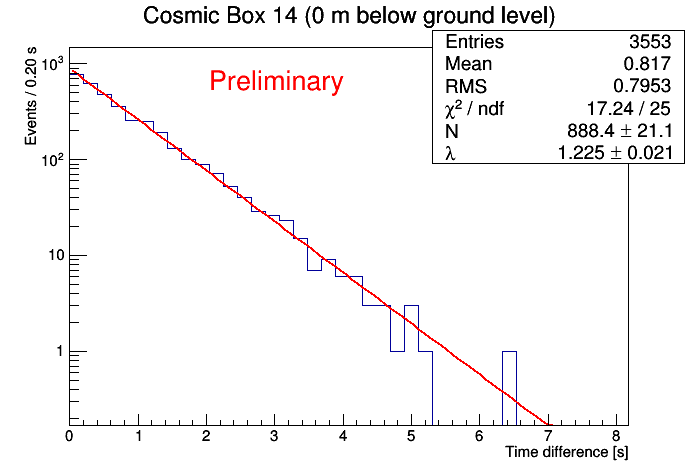 Cosmic Box 14 (0 m below ground level)
Entries 3553
Mean 0.817
RMS 0.7953
χ² / ndf 17.24 / 25
N 888.4 ± 21.1
λ 1.225 ± 0.021
Preliminary
Events / 0.20 s
10³
10²
10
1
0 1 2 3 4 5 6 7 8
Time difference [s]